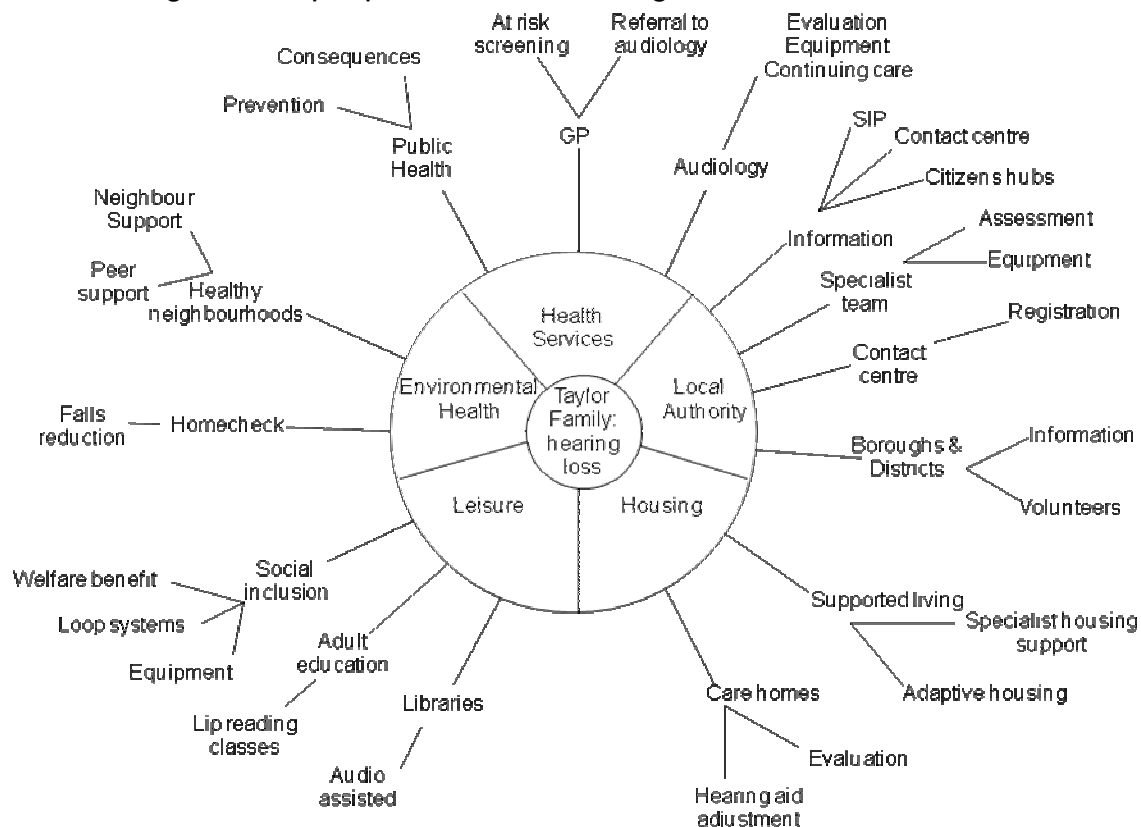 At risk
screening
Referral to
audiology
Evaluation
Equipment
Continuing care
Consequences
Prevention
Public
Health
GP
Audiology
SIP
Contact centre
Citizens hubs
Information
Assessment
Equipment
Specialist
team
Registration
Contact
centre
Neighbour
Support
Peer
support
Healthy
neighbourhoods
Health
Services
Environmental
Health
Taylor
Family:
hearing
loss
Local
Authority
Falls
reduction
Homecheck
Boroughs &
Districts
Information
Volunteers
Leisure
Housing
Welfare benefit
Loop systems
Equipment
Social
inclusion
Adult
education
Lip reading
classes
Libraries
Audio
assisted
Supported living
Specialist housing
support
Adaptive housing
Care homes
Evaluation
Hearing aid
adjustment